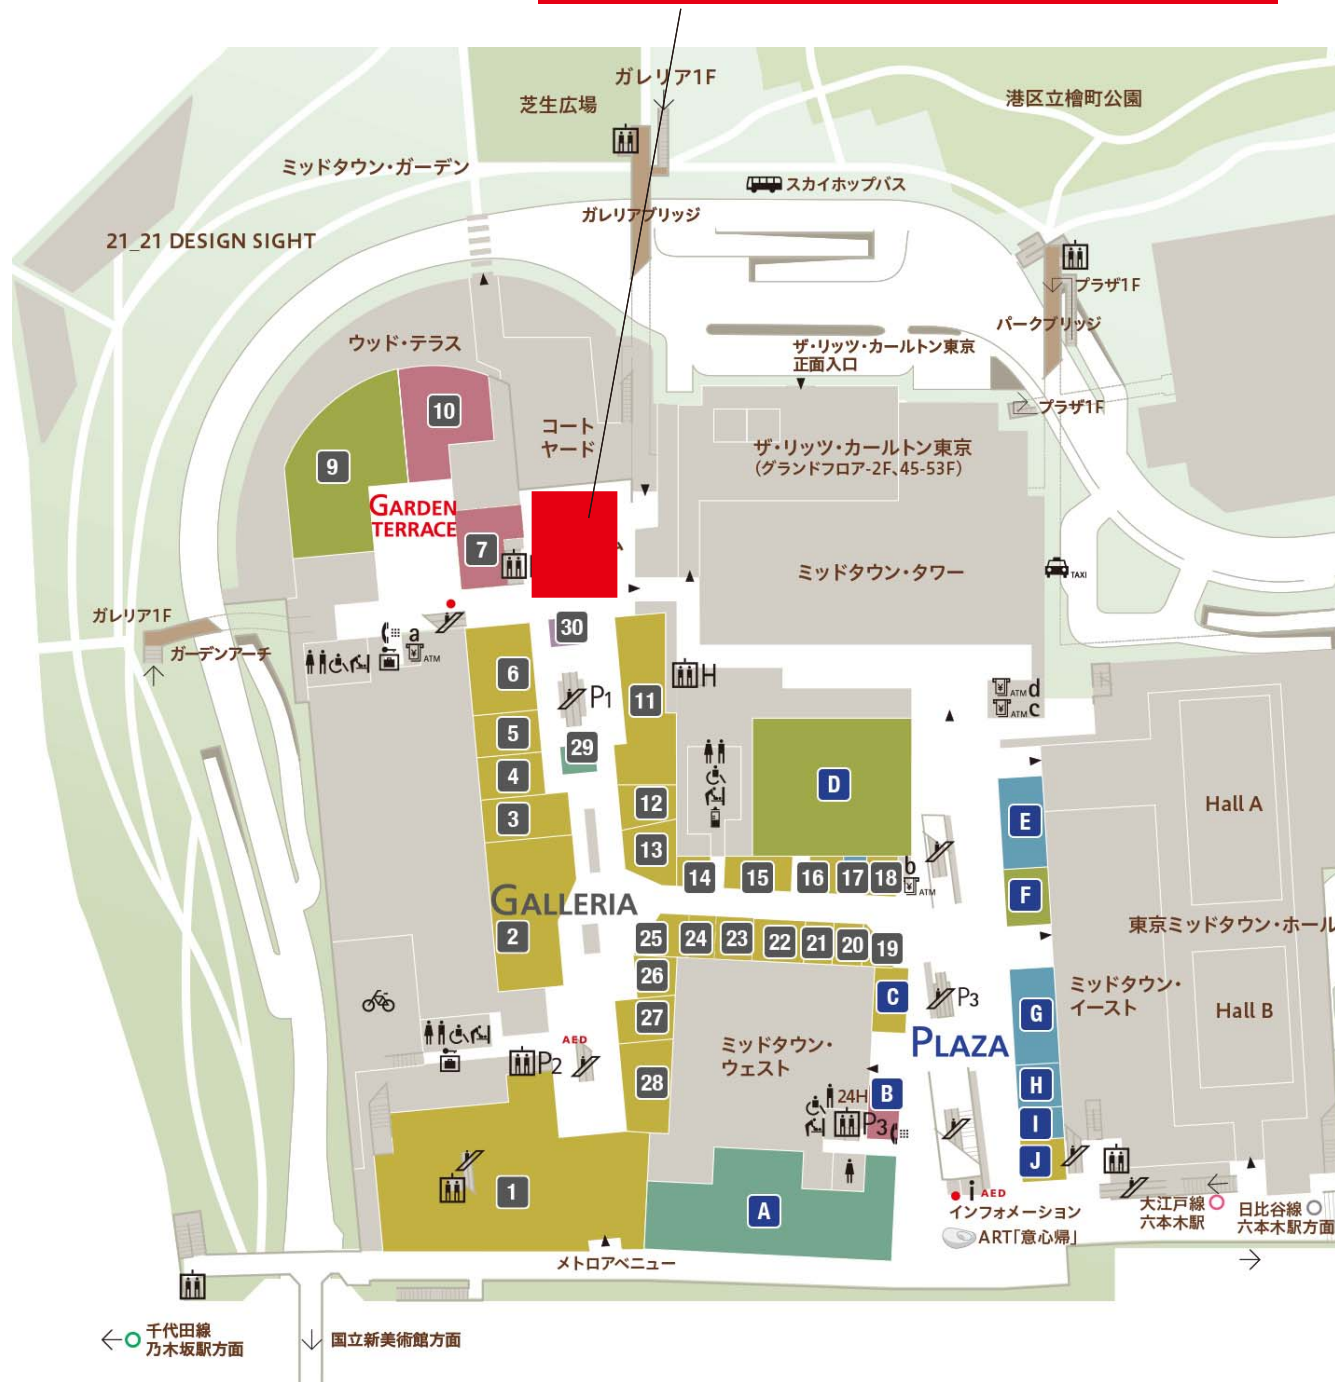 ガレリア1F
芝生広場
港区立檜町公園
ミッドタウン・ガーデン
スカイホップバス
ガレリアブリッジ
21_21 DESIGN SIGHT
プラザ1F
パークブリッジ
ウッド・テラス
ザ・リッツ・カールトン東京
正面入口
プラザ1F
10
コート
ヤード
ザ・リッツ・カールトン東京
(グランドフロア-2F、45-53F)
9
GARDEN
TERRACE
7
ミッドタウン・タワー
TAXI
ガレリア1F
ガーデンアーチ
a
ATM
30
6
H
11
P1
ATM d
ATM c
5
29
4
D
12
3
13
E
Hall A
14
15
16
17
18
b
ATM
F
GALLERIA
2
25
24
23
22
21
20
19
東京ミッドタウン・ホール
26
C
P3
ミッドタウン・
イースト
G
Hall B
27
PLAZA
AED
ミッドタウン・
ウェスト
P2
28
24H
B
H
P3
I
J
1
A
i
AED
インフォメーション
ART「意心帰」
大江戸線
六本木駅
日比谷線
六本木駅方面
メトロアベニュー
千代田線
乃木坂駅方面
国立新美術館方面